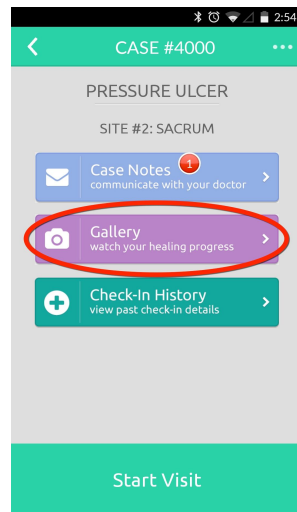 2:54
CASE #4000
PRESSURE ULCER
SITE #2: SACRUM
Case Notes 1
communicate with your doctor
Gallery
watch your healing progress
Check-In History
view past check-in details
Start Visit